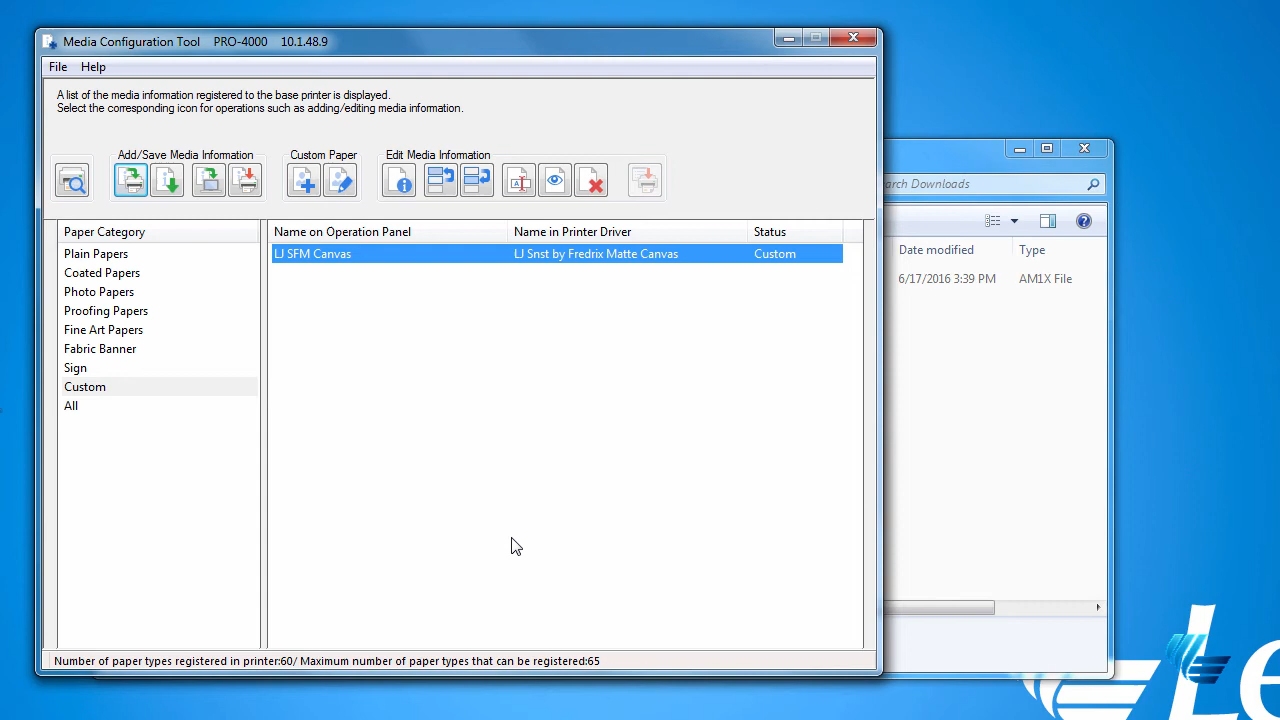 Media Configuration Tool PRO-4000 10.1.48.9
File Help
A list of the media information registered to the base printer is displayed.
Select the corresponding icon for operations such as adding/editing media information.
Add/Save Media Information Custom Paper Edit Media Information
Paper Category Name on Operation Panel Name in Printer Driver Status
Plain Papers LJ SFM Canvas LJ Snst by Fredrix Matte Canvas Custom
Coated Papers
Photo Papers
Proofing Papers
Fine Art Papers
Fabric Banner
Sign
Custom
All
Number of paper types registered in printer:60/ Maximum number of paper types that can be registered:65
arch Downloads
Date modified Type
6/17/2016 3:39 PM AM1X File
Le